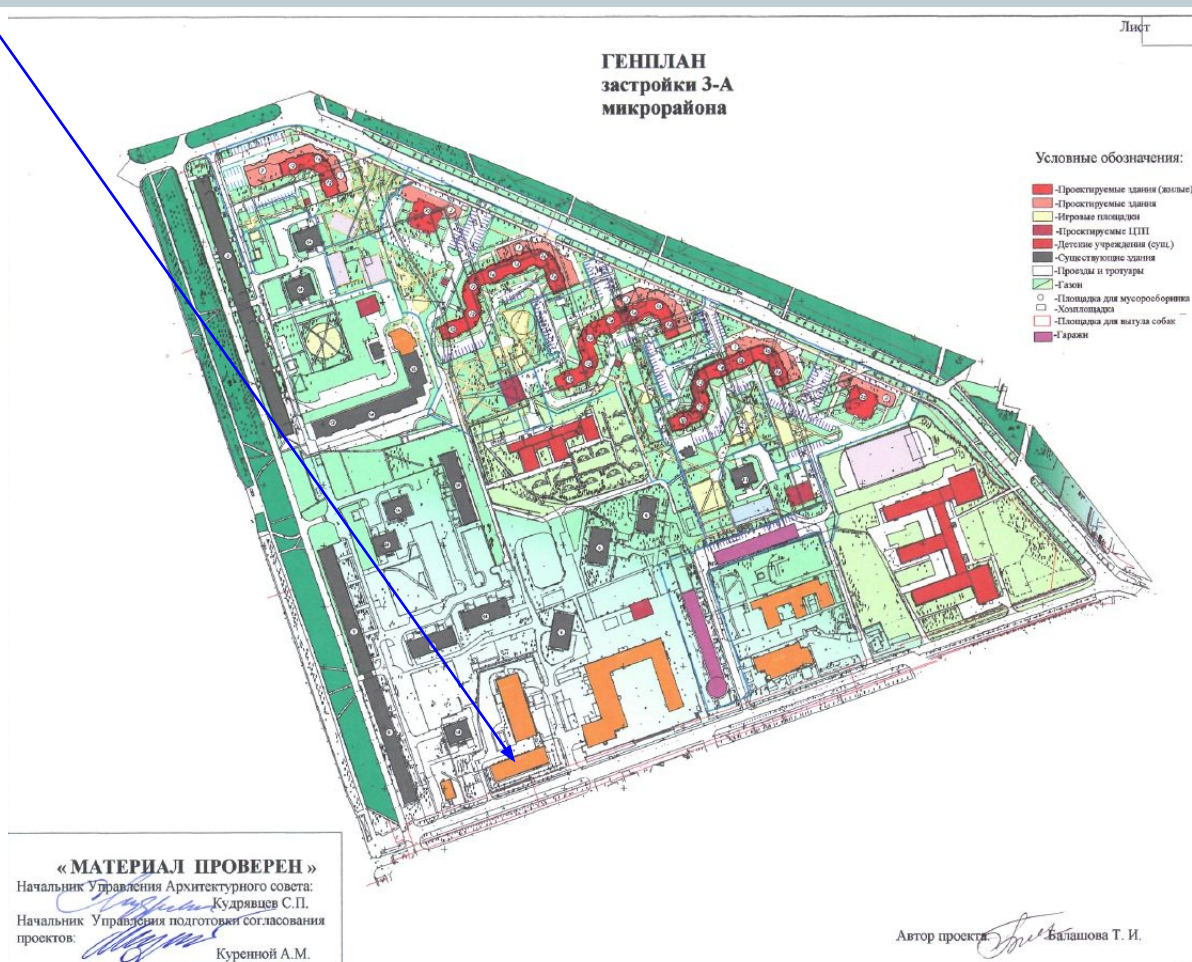 Лист
ГЕНПЛАН
застройки 3-А
микрорайона
Условные обозначения:
-Проектируемые здания (жилые)
-Проектируемые здания
-Игровые площадки
-Проектируемые ЦТП
-Детские учреждения (сущ.)
-Существующие здания
-Проезды и тротуары
-Газон
-Площадка для мусоросборника
-Хозплощадка
-Площадка для выгула собак
-Гаражи
« МАТЕРИАЛ ПРОВЕРЕН »
Начальник Управления Архитектурного совета:
Кудрявцев С.П.
Начальник Управления подготовки согласования
проектов:
Куренной А.М.
Автор проекта: Балашова Т. И.